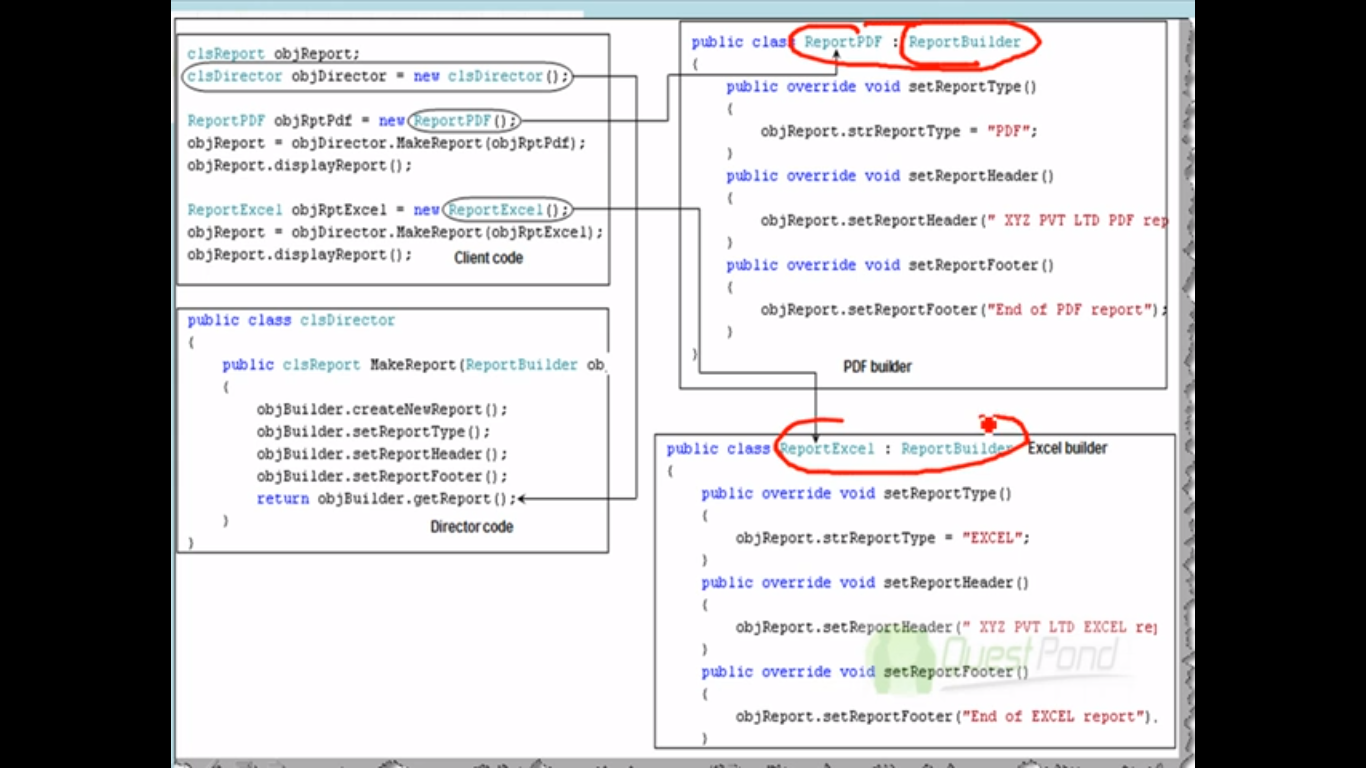 clsReport objReport;
clsDirector objDirector = new clsDirector();
ReportPDF objRptPdf = new ReportPDF();
objReport = objDirector.MakeReport(objRptPdf);
objReport.displayReport();
ReportExcel objRptExcel = new ReportExcel();
objReport = objDirector.MakeReport(objRptExcel);
objReport.displayReport();
Client code
public class clsDirector
{
public clsReport MakeReport(ReportBuilder ob
{
objBuilder.createNewReport();
objBuilder.setReportType();
objBuilder.setReportHeader();
objBuilder.setReportFooter();
return objBuilder.getReport();
}
Director code
}
public class ReportPDF : ReportBuilder
{
public override void setReportType()
{
objReport.strReportType = "PDF";
}
public override void setReportHeader()
{
objReport.setReportHeader(" XYZ PVT LTD PDF rep
}
public override void setReportFooter()
{
objReport.setReportFooter("End of PDF report");
}
}
PDF builder
public class ReportExcel : ReportBuilder
Excel builder
{
public override void setReportType()
{
objReport.strReportType = "EXCEL";
}
public override void setReportHeader()
{
objReport.setReportHeader(" XYZ PVT LTD EXCEL rep
}
QuestPond
public override void setReportFooter()
{
objReport.setReportFooter("End of EXCEL report").
}